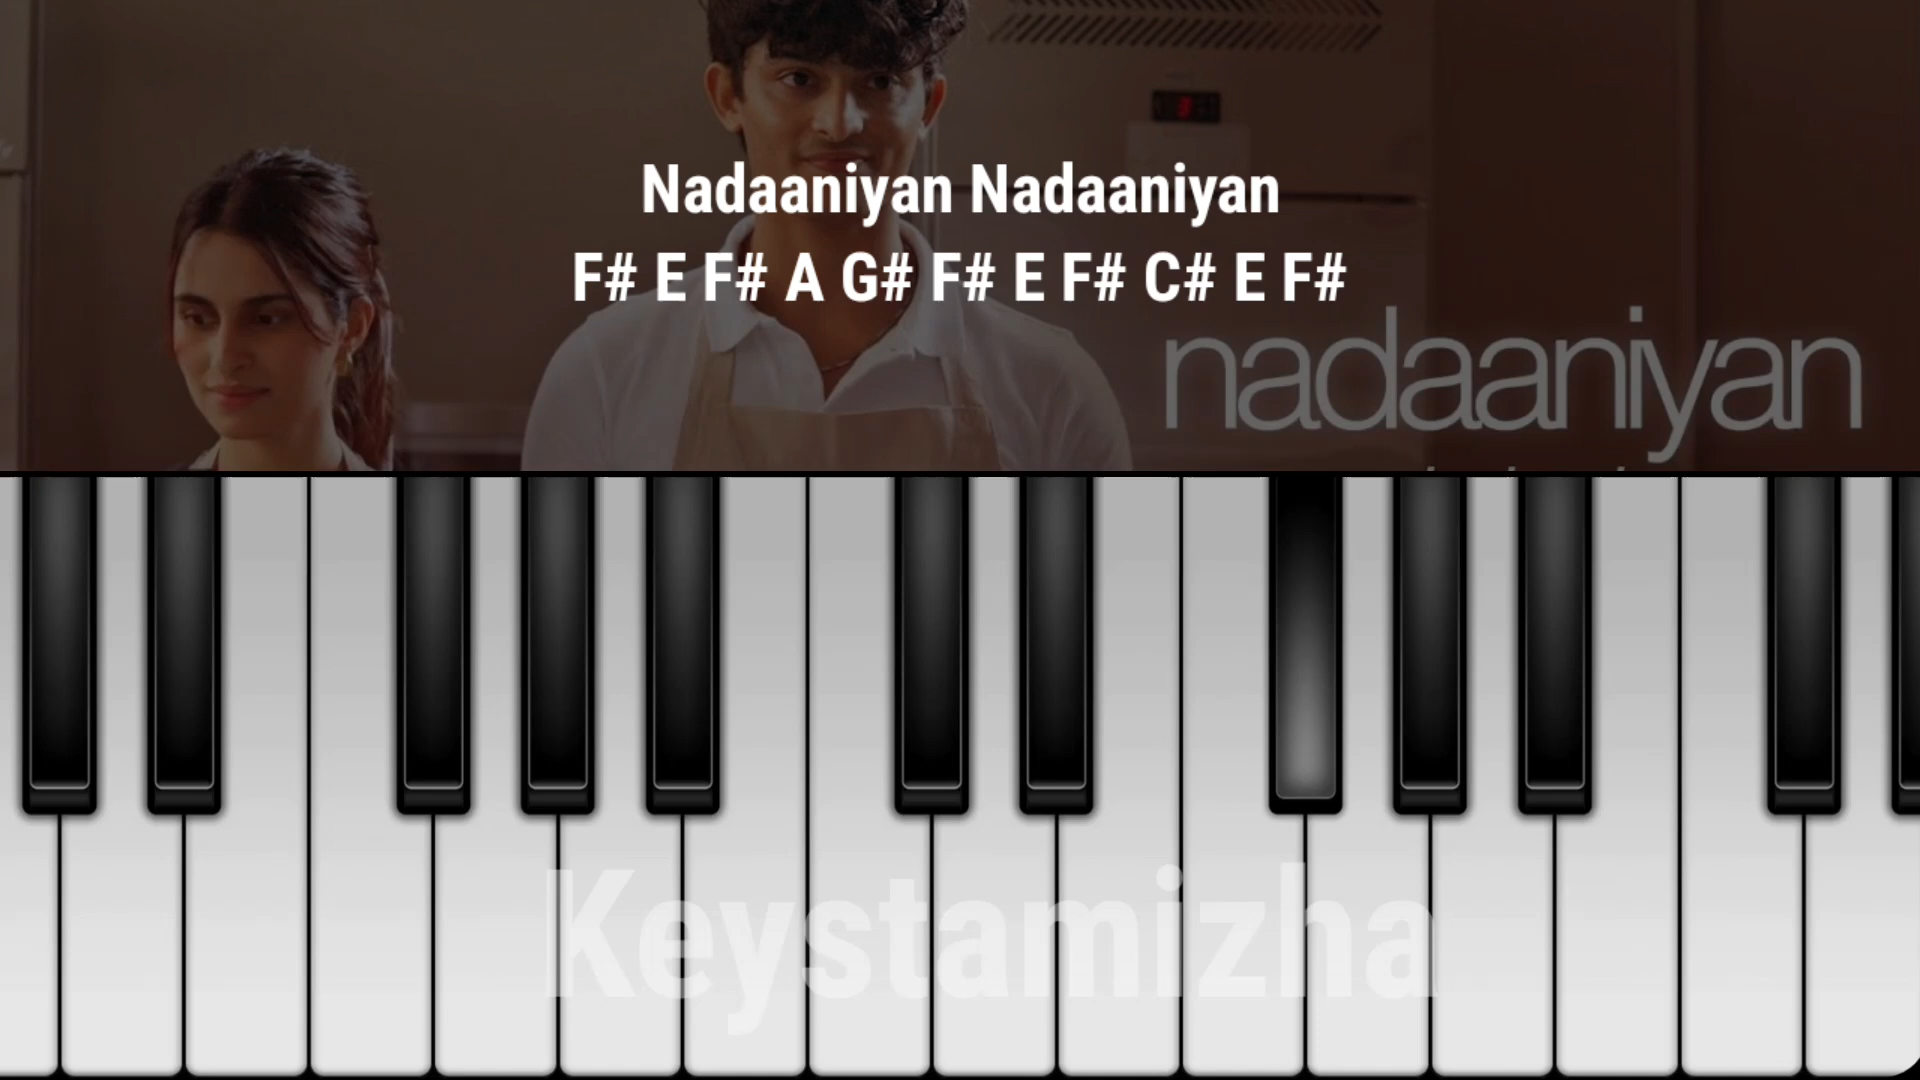 Nadaaniyan Nadaaniyan
F# E F# A G# F# E F# C# E F#
nadaaniyan
Keystamizha